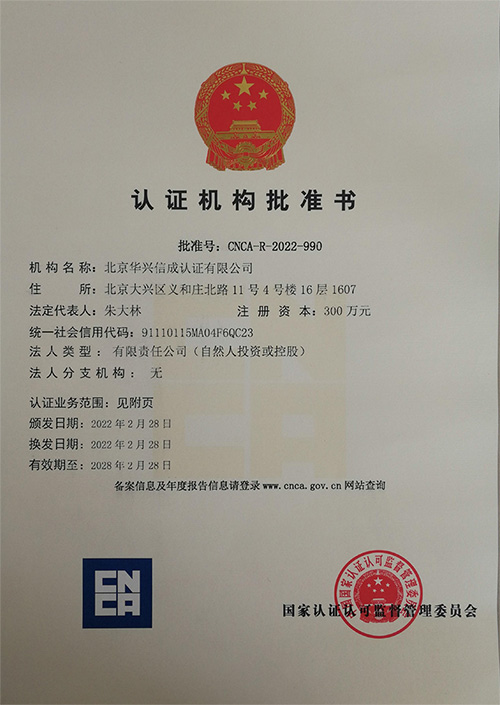 认证机构批准书
批准号: CNCA-R-2022-990
机构名称: 北京华兴信成认证有限公司
住 所: 北京大兴区义和庄北路11号4号楼16层1607
法定代表人: 朱大林 注册资本: 300万元
统一社会信用代码: 91110115MA04F6QC23
法人类型: 有限责任公司（自然人投资或控股）
法人分支机构: 无
认证业务范围: 见附页
颁发日期: 2022年2月28日
换发日期: 2022年2月28日
有效期至: 2028年2月28日
备案信息及年度报告信息请登录www.cnca.gov.cn网站查询
CN
CA
国家认证认可监督管理委员会